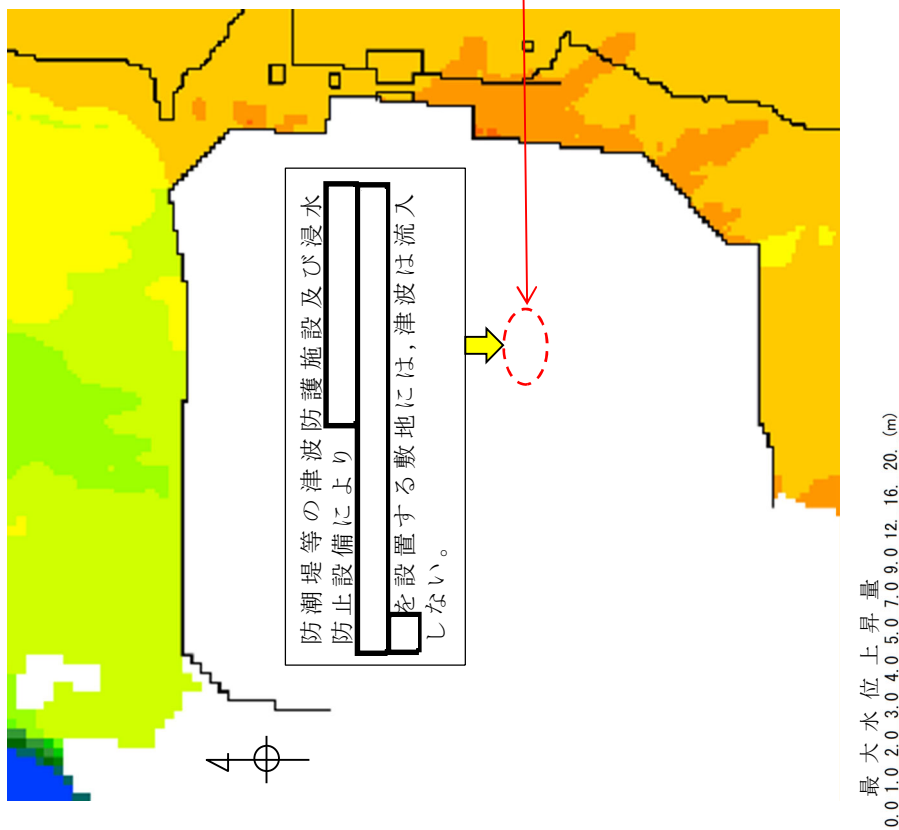 防潮堤等の津波防護施設及び浸水
防止設備により
を設置する敷地には,津波は流入
しない。
最大水位上昇量
0.0 1.0 2.0 3.0 4.0 5.0 7.0 9.0 12. 16. 20. (m)